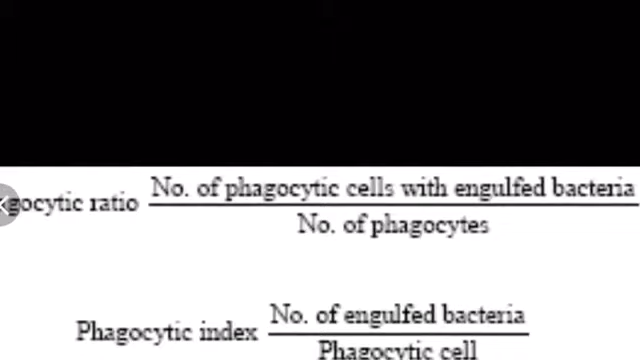 gocytic ratio No. of phagocytic cells with engulfed bacteria
No. of phagocytes
Phagocytic index No. of engulfed bacteria
Phagocytic cell